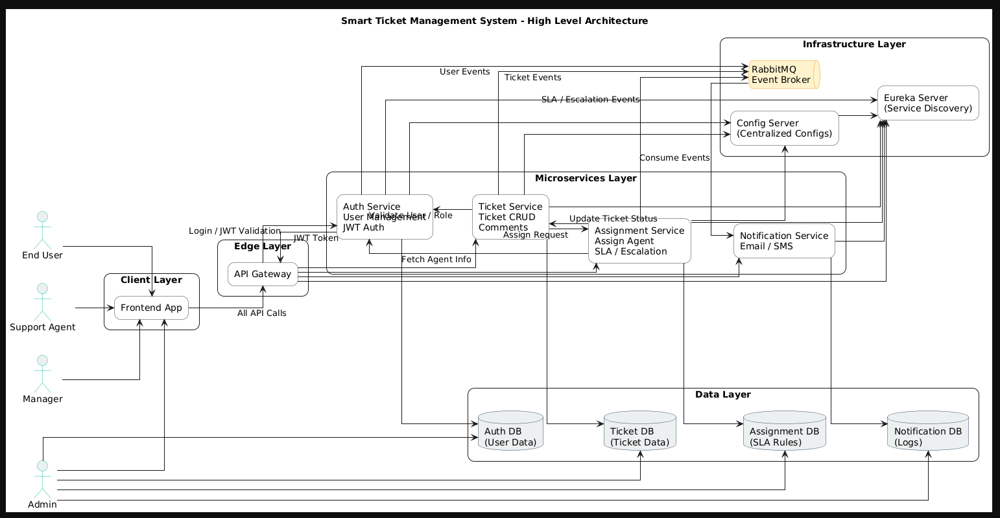 Smart Ticket Management System - High Level Architecture
Infrastructure Layer
RabbitMQ
Event Broker
User Events
Ticket Events
SLA / Escalation Events
Eureka Server
(Service Discovery)
Config Server
(Centralized Configs)
Consume Events
Microservices Layer
Auth Service
User Management
JWT Auth
Validate User / Role
Ticket Service
Ticket CRUD
Comments
Update Ticket Status
Assign Request
Assignment Service
Assign Agent
SLA / Escalation
Notification Service
Email / SMS
Login / JWT Validation
JWT Token
Fetch Agent Info
Edge Layer
API Gateway
All API Calls
End User
Client Layer
Frontend App
Support Agent
Manager
Admin
Data Layer
Auth DB
(User Data)
Ticket DB
(Ticket Data)
Assignment DB
(SLA Rules)
Notification DB
(Logs)